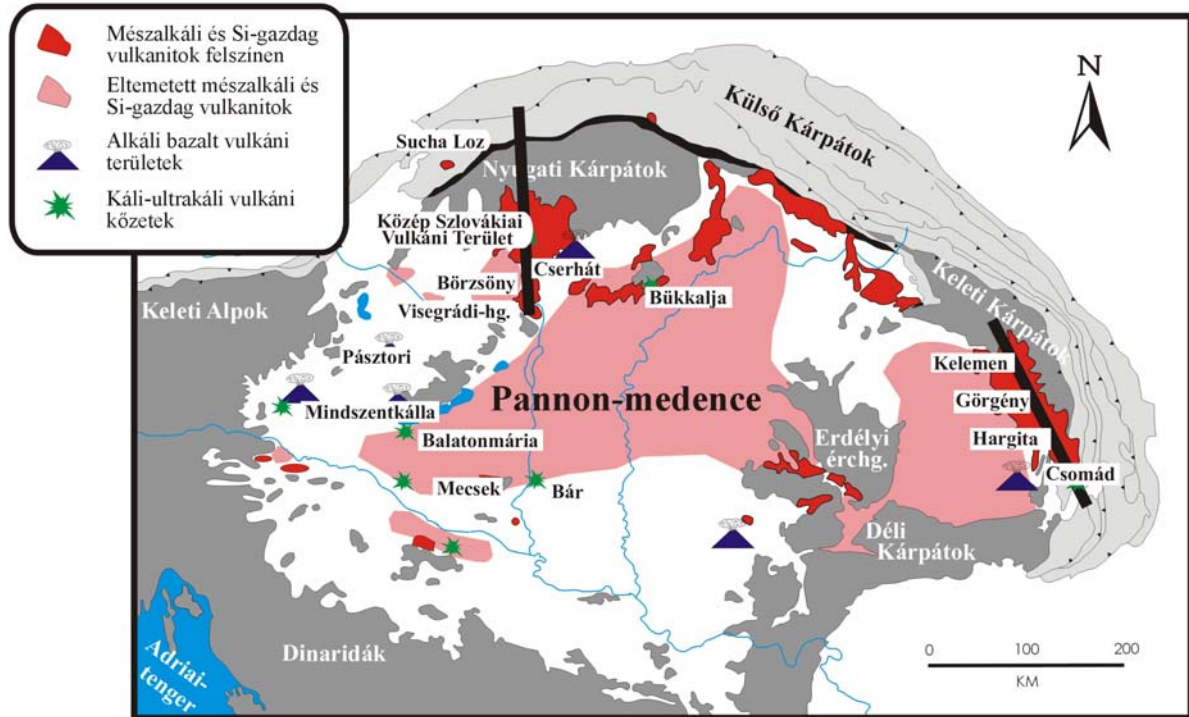 Mészalkáli és Si-gazdag
vulkanitok felszínen
Eltemetett mészalkáli és
Si-gazdag vulkanitok
Alkáli bazalt vulkáni
területek
Káli-ultrakáli vulkáni
kőzetek
N
Külső Kárpátok
Sucha Loz
Nyugati Kárpátok
Közép Szlovákiai
Vulkáni Terület
Cserhát
Börzsöny
Bükkalja
Visegrádi-hg.
Keleti Alpok
Keleti Kárpátok
Pásztori
Kelemen
Pannon-medence
Görgény
Mindszentkálla
Hargita
Balatonmária
Erdélyi
érchg.
Csomád
Mecsek
Bár
Déli
Kárpátok
Dinaridák
Adriai-
tenger
0 100 200
KM